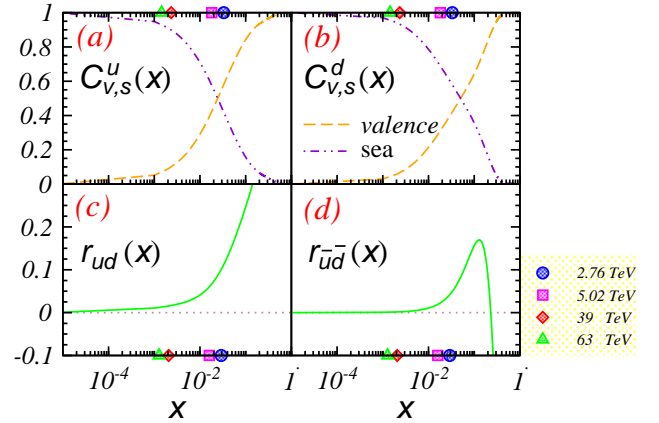 1
0.8
0.6
0.4
0.2
0
(a)
C^u_{v,s}(x)
(b)
C^d_{v,s}(x)
valence
sea
0.2
0.1
0
-0.1
(c)
r_{ud}(x)
(d)
r_{ūd̄}(x)
10^{-4} 10^{-2} 1
10^{-4} 10^{-2} 1
x x
2.76 TeV
5.02 TeV
39 TeV
63 TeV